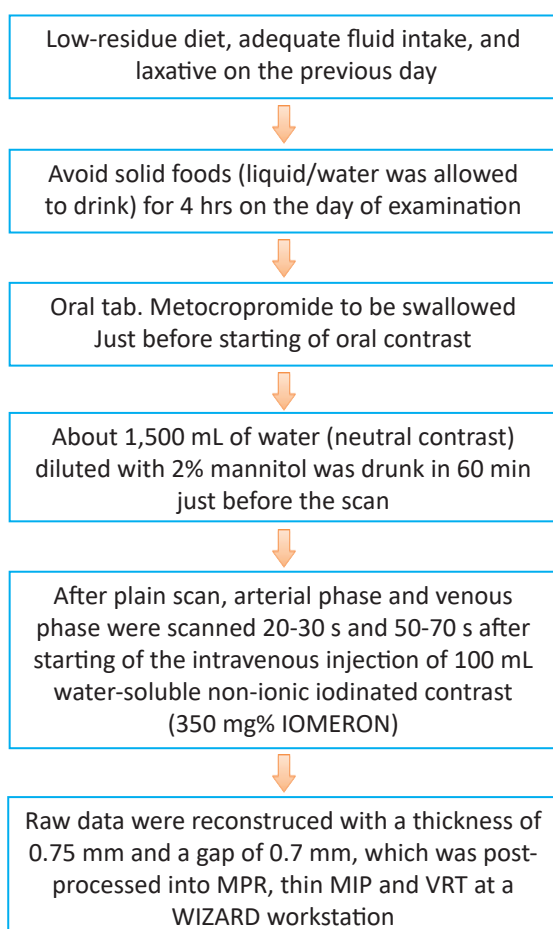 Low-residue diet, adequate fluid intake, and
laxative on the previous day
Avoid solid foods (liquid/water was allowed
to drink) for 4 hrs on the day of examination
Oral tab. Metocropromide to be swallowed
Just before starting of oral contrast
About 1,500 mL of water (neutral contrast)
diluted with 2% mannitol was drunk in 60 min
just before the scan
After plain scan, arterial phase and venous
phase were scanned 20-30 s and 50-70 s after
starting of the intravenous injection of 100 mL
water-soluble non-ionic iodinated contrast
(350 mg% IOMERON)
Raw data were reconstruced with a thickness of
0.75 mm and a gap of 0.7 mm, which was post-
processed into MPR, thin MIP and VRT at a
WIZARD workstation